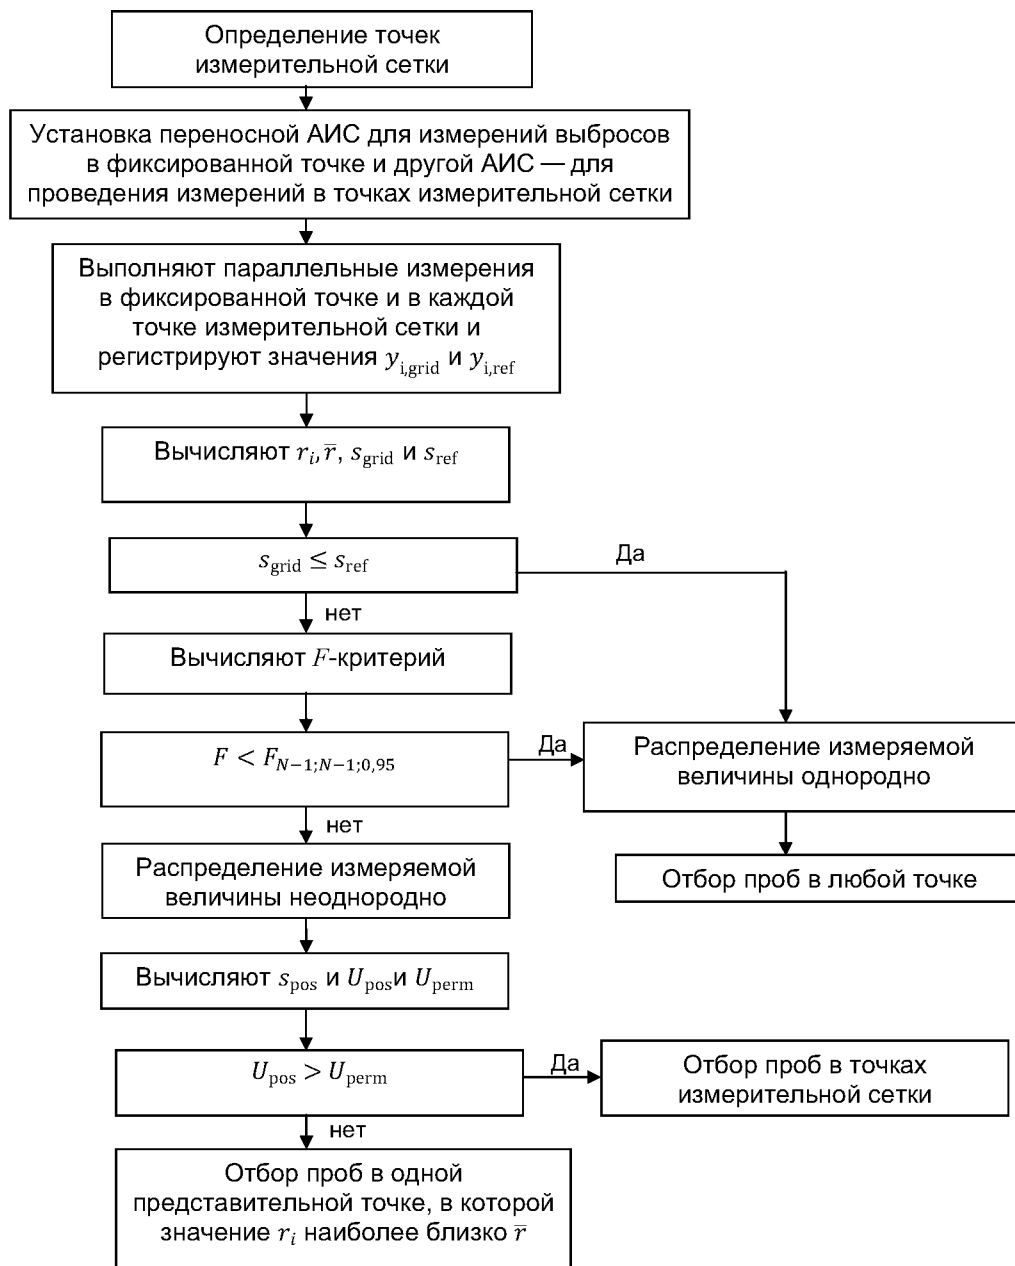 Определение точек
измерительной сетки
Установка переносной АИС для измерений выбросов
в фиксированной точке и другой АИС — для
проведения измерений в точках измерительной сетки
Выполняют параллельные измерения
в фиксированной точке и в каждой
точке измерительной сетки и
регистрируют значения y_i,grid и y_i,ref
Вычисляют r_i, r̅, s_grid и s_ref
s_grid ≤ s_ref
Да
нет
Вычисляют F-критерий
F < F_N−1;N−1;0,95
Да
Распределение измеряемой
величины однородно
нет
Распределение измеряемой
величины неоднородно
Отбор проб в любой точке
Вычисляют s_pos и U_posи U_perm
U_pos > U_perm
Да
Отбор проб в точках
измерительной сетки
нет
Отбор проб в одной
представительной точке, в которой
значение r_i наиболее близко r̅